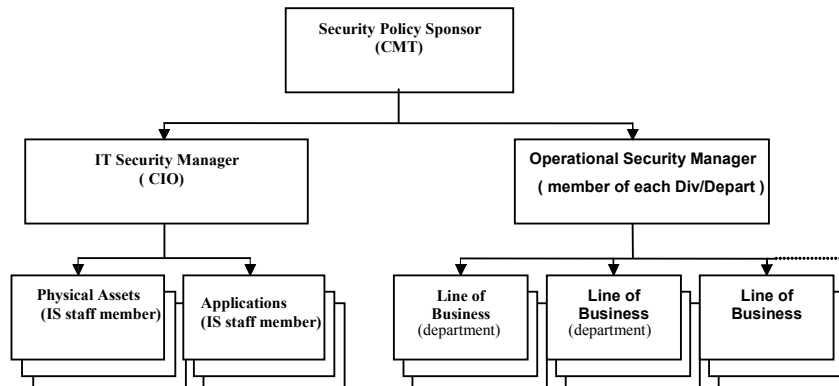 Security Policy Sponsor
(CMT)
IT Security Manager
( CIO)
Operational Security Manager
( member of each Div/Depart )
Physical Assets
(IS staff member)
Applications
(IS staff member)
Line of
Business
(department)
Line of
Business
(department)
Line of
Business